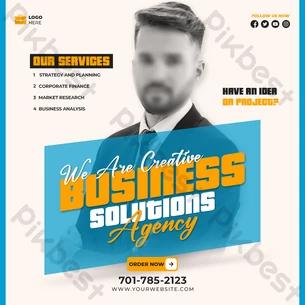 LOGO
HERE
FOLLOW US NOW
OUR SERVICES
1 STRATEGY AND PLANNING
2 CORPORATE FINANCE
3 MARKET RESEARCH
4 BUSINESS ANALYSIS
HAVE AN IDEA
OR PROJECT?
We Are Creative
BUSINESS
SOLUTIONS
Agency
ORDER NOW
701-785-2123
WWW.YOURWEBSITE.COM
Pikbest